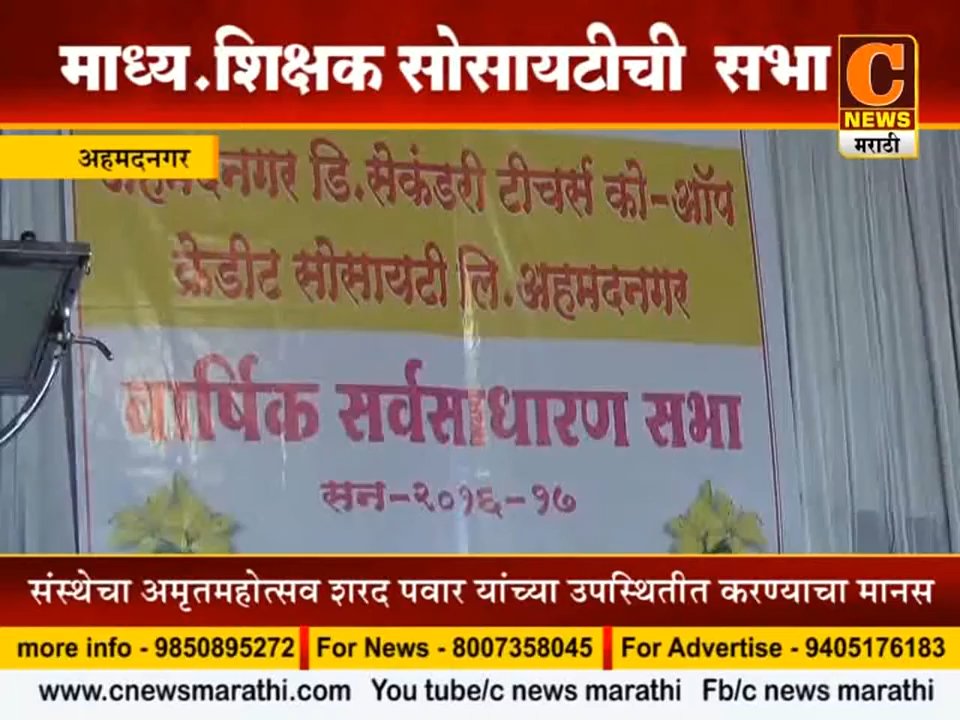 माध्य.शिक्षक सोसायटीची सभा
C
NEWS
मराठी
अहमदनगर
अहमदनगर डि.सेकंडरी टीचर्स को-ऑप
क्रेडीट सोसायटी लि.अहमदनगर
वार्षिक सर्वसाधारण सभा
सन-२०१६-१७
संस्थेचा अमृतमहोत्सव शरद पवार यांच्या उपस्थितीत करण्याचा मानस
more info - 9850895272 For News - 8007358045 For Advertise - 9405176183
www.cnewsmarathi.com You tube/c news marathi Fb/c news marathi